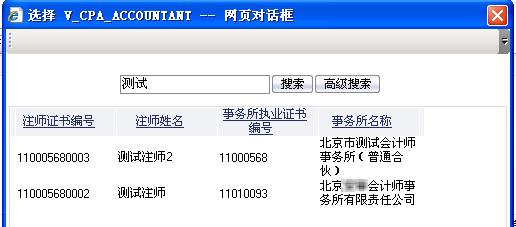 选择 V_CPA_ACCOUNTANT -- 网页对话框
测试 搜索 高级搜索
注师证书编号 注师姓名 事务所执业证书编号 事务所名称
110005680003 测试注师2 11000568 北京市测试会计师
事务所（普通合
伙）
110005680002 测试注师 11010093 北京会计师事
务所有限责任公司